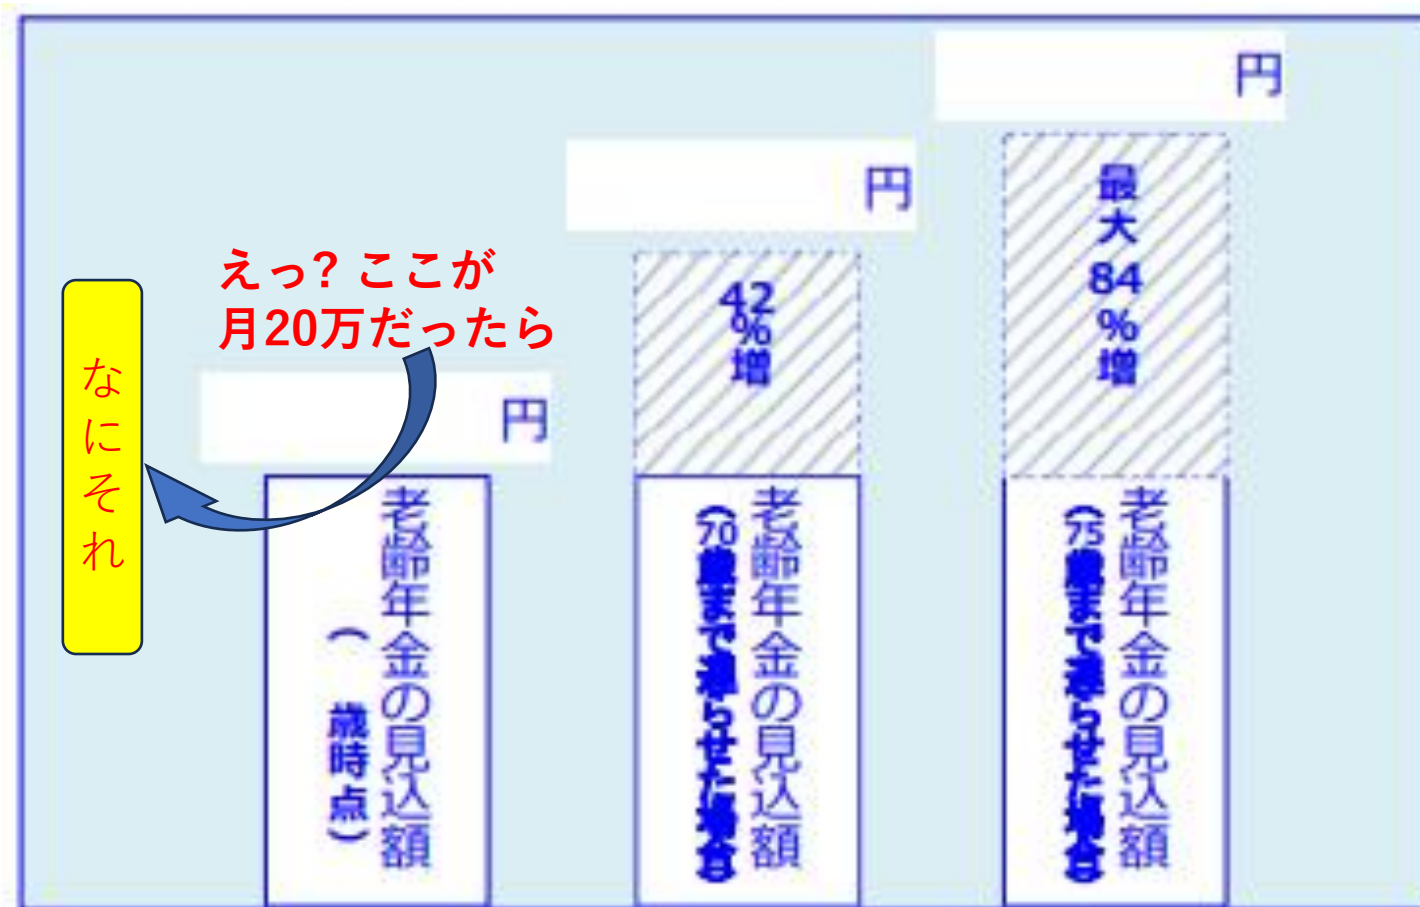 なにそれ
えっ? ここが
月20万だったら
円
老齢年金の見込額
( 歳時点)
円
42%増
老齢年金の見込額
(70歳まで遅らせた場合)
円
最大84%増
老齢年金の見込額
(75歳まで遅らせた場合)